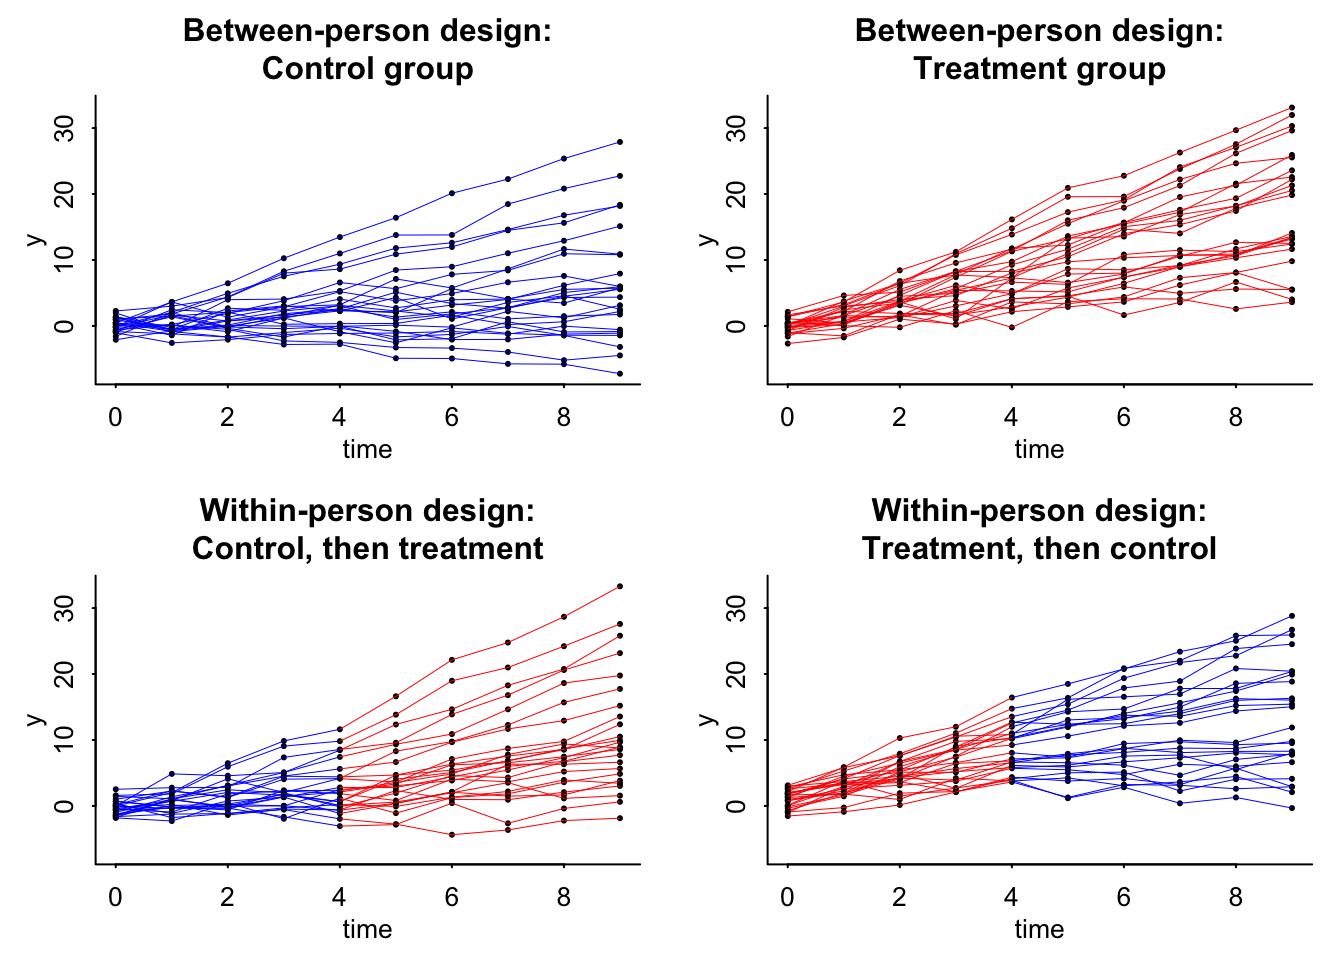 Between-person design:
Control group
y
30
20
10
0
0 2 4 6 8
time
Between-person design:
Treatment group
y
30
20
10
0
0 2 4 6 8
time
Within-person design:
Control, then treatment
y
30
20
10
0
0 2 4 6 8
time
Within-person design:
Treatment, then control
y
30
20
10
0
0 2 4 6 8
time